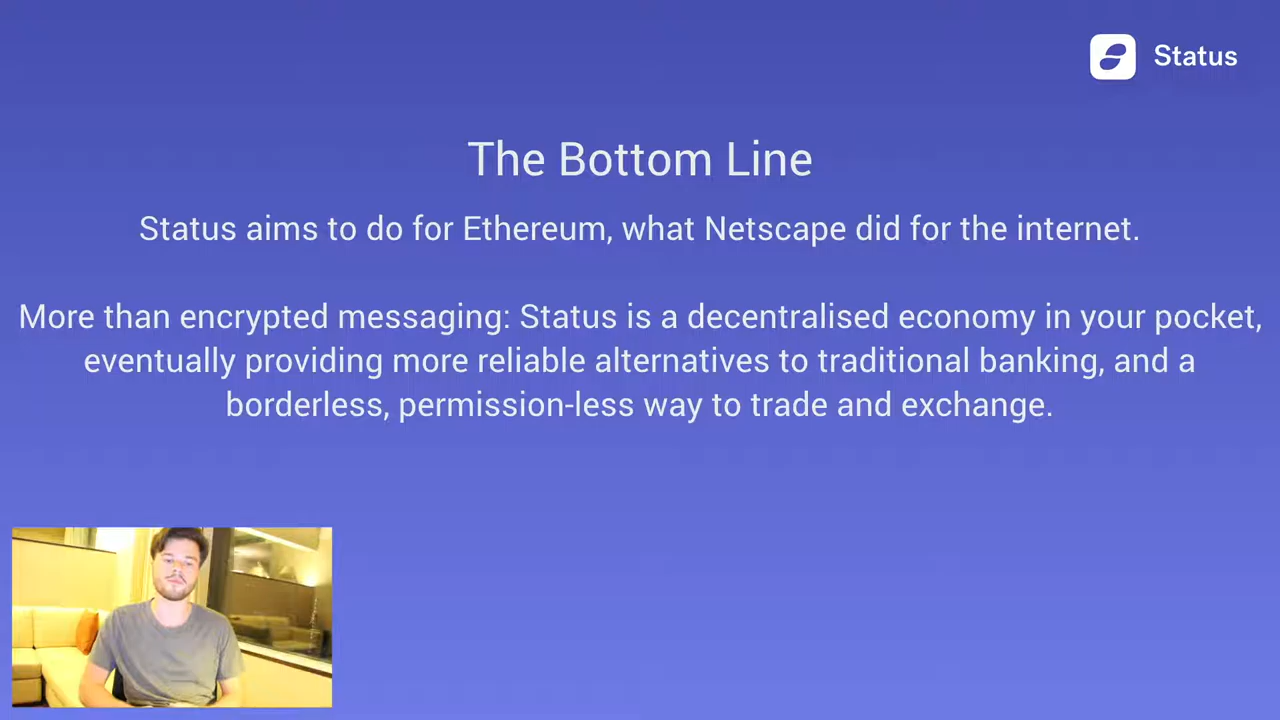 Status
The Bottom Line
Status aims to do for Ethereum, what Netscape did for the internet.
More than encrypted messaging: Status is a decentralised economy in your pocket,
eventually providing more reliable alternatives to traditional banking, and a
borderless, permission-less way to trade and exchange.